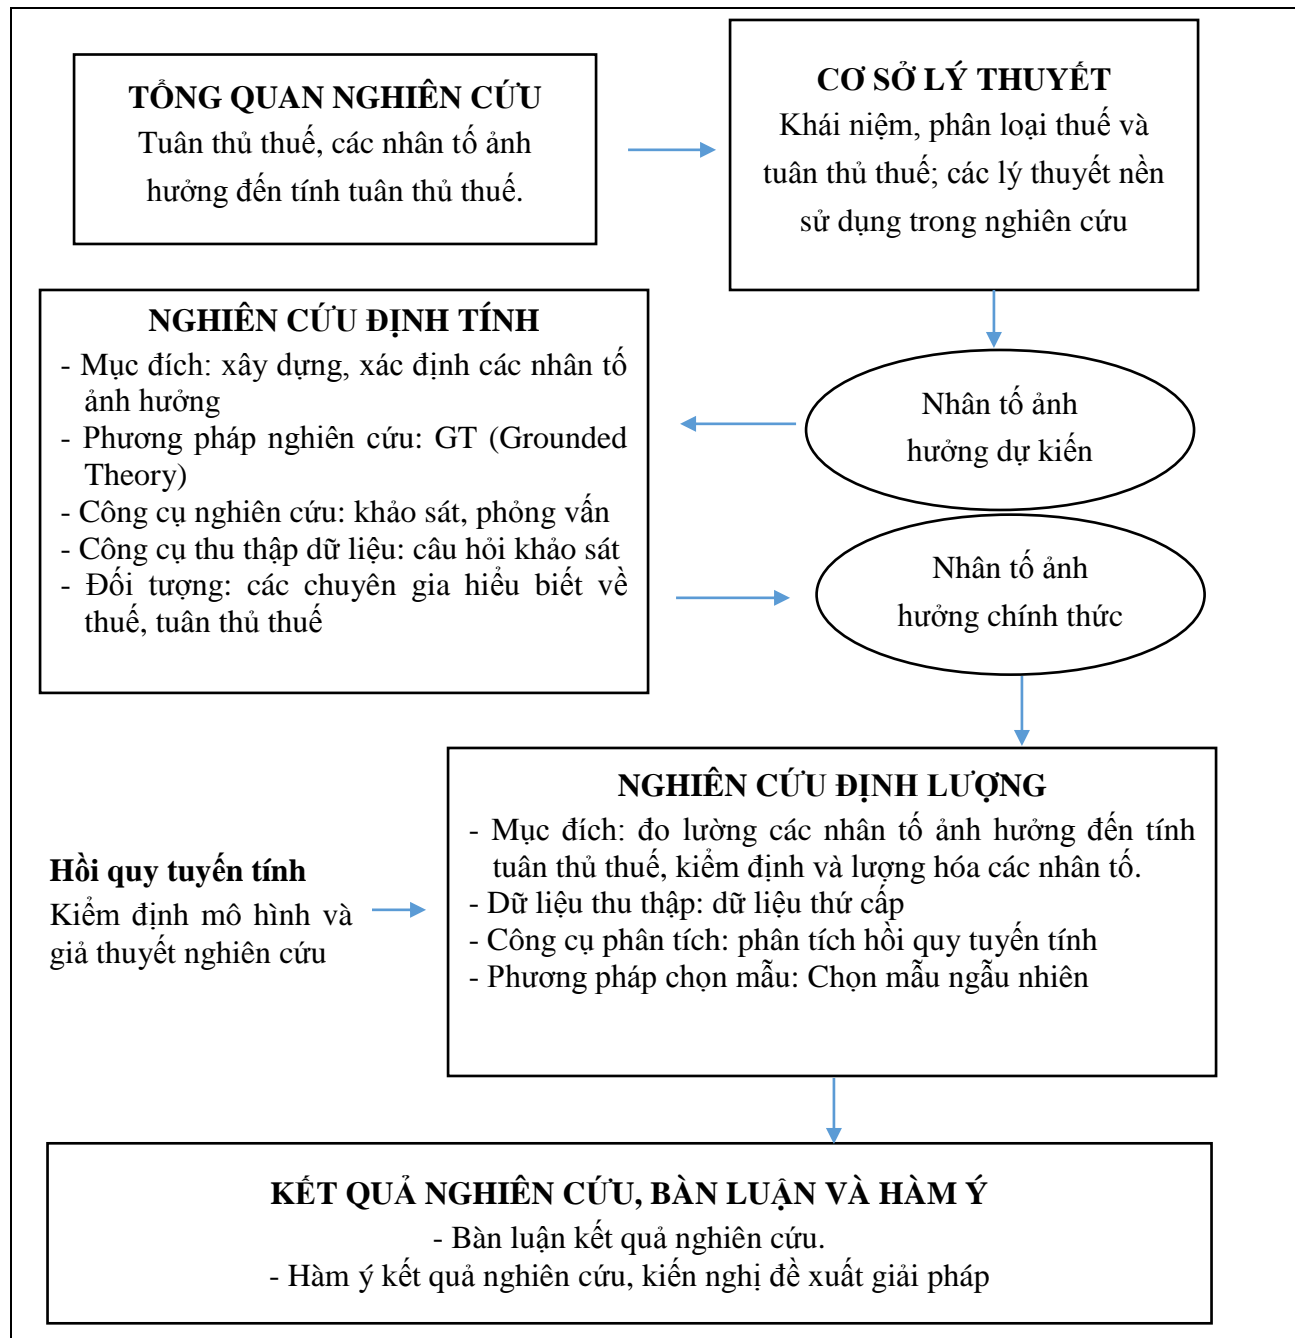 TỔNG QUAN NGHIÊN CỨU
Tuân thủ thuế, các nhân tố ảnh
hưởng đến tính tuân thủ thuế.
CƠ SỞ LÝ THUYẾT
Khái niệm, phân loại thuế và
tuân thủ thuế; các lý thuyết nền
sử dụng trong nghiên cứu
NGHIÊN CỨU ĐỊNH TÍNH
- Mục đích: xây dựng, xác định các nhân tố
ảnh hưởng
- Phương pháp nghiên cứu: GT (Grounded
Theory)
- Công cụ nghiên cứu: khảo sát, phỏng vấn
- Công cụ thu thập dữ liệu: câu hỏi khảo sát
- Đối tượng: các chuyên gia hiểu biết về
thuế, tuân thủ thuế
Nhân tố ảnh
hưởng dự kiến
Nhân tố ảnh
hưởng chính thức
Hồi quy tuyến tính
Kiểm định mô hình và
giả thuyết nghiên cứu
NGHIÊN CỨU ĐỊNH LƯỢNG
- Mục đích: đo lường các nhân tố ảnh hưởng đến tính
tuân thủ thuế, kiểm định và lượng hóa các nhân tố.
- Dữ liệu thu thập: dữ liệu thứ cấp
- Công cụ phân tích: phân tích hồi quy tuyến tính
- Phương pháp chọn mẫu: Chọn mẫu ngẫu nhiên
KẾT QUẢ NGHIÊN CỨU, BÀN LUẬN VÀ HÀM Ý
- Bàn luận kết quả nghiên cứu.
- Hàm ý kết quả nghiên cứu, kiến nghị đề xuất giải pháp